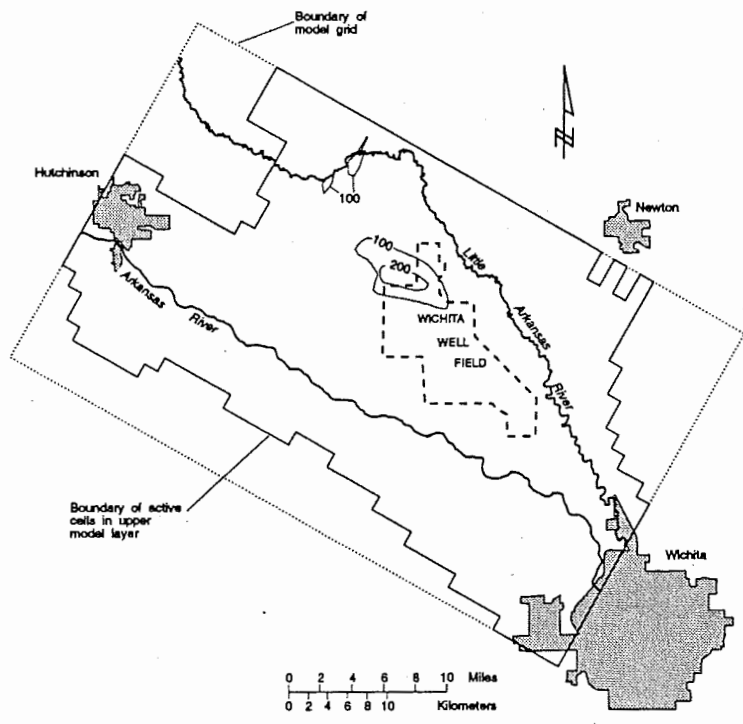 Boundary of
model grid
Hutchinson
Newton
100
100
200
Little
Arkansas
River
Arkansas
River
WICHITA
WELL
FIELD
Boundary of active
cells in upper
model layer
Wichita
0 2 4 6 8 10 Miles
0 2 4 6 8 10 Kilometers
N